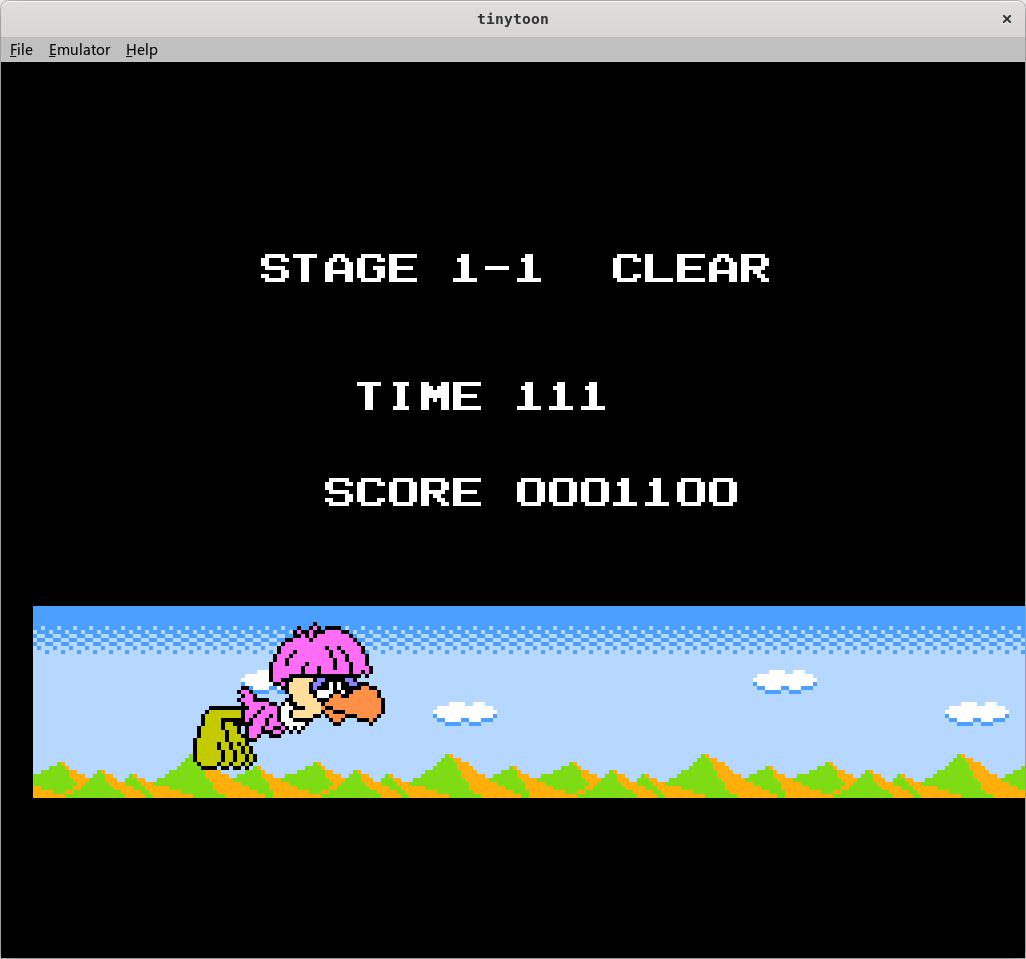 tinytoon ×
File Emulator Help
STAGE 1-1 CLEAR
TIME 111
SCORE 0001100